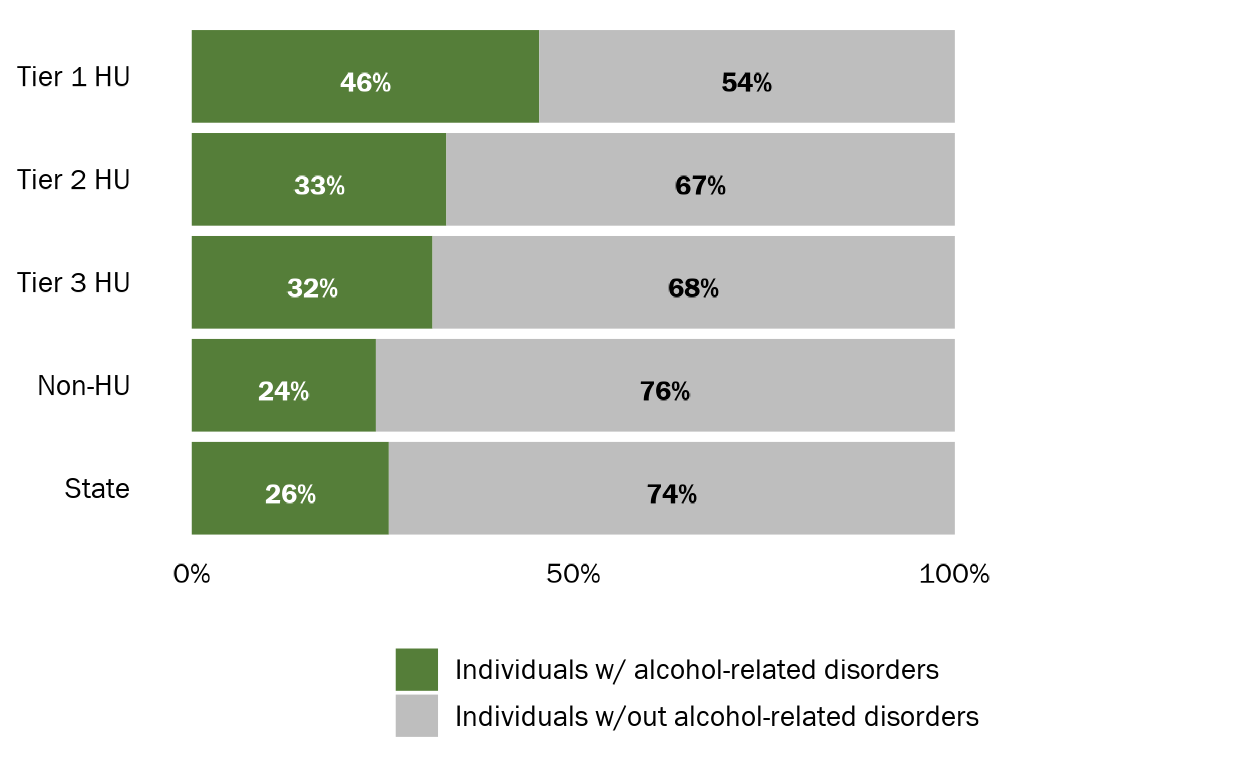 Tier 1 HU
46%
54%
Tier 2 HU
33%
67%
Tier 3 HU
32%
68%
Non-HU
24%
76%
State
26%
74%
0%
50%
100%
Individuals w/ alcohol-related disorders
Individuals w/out alcohol-related disorders